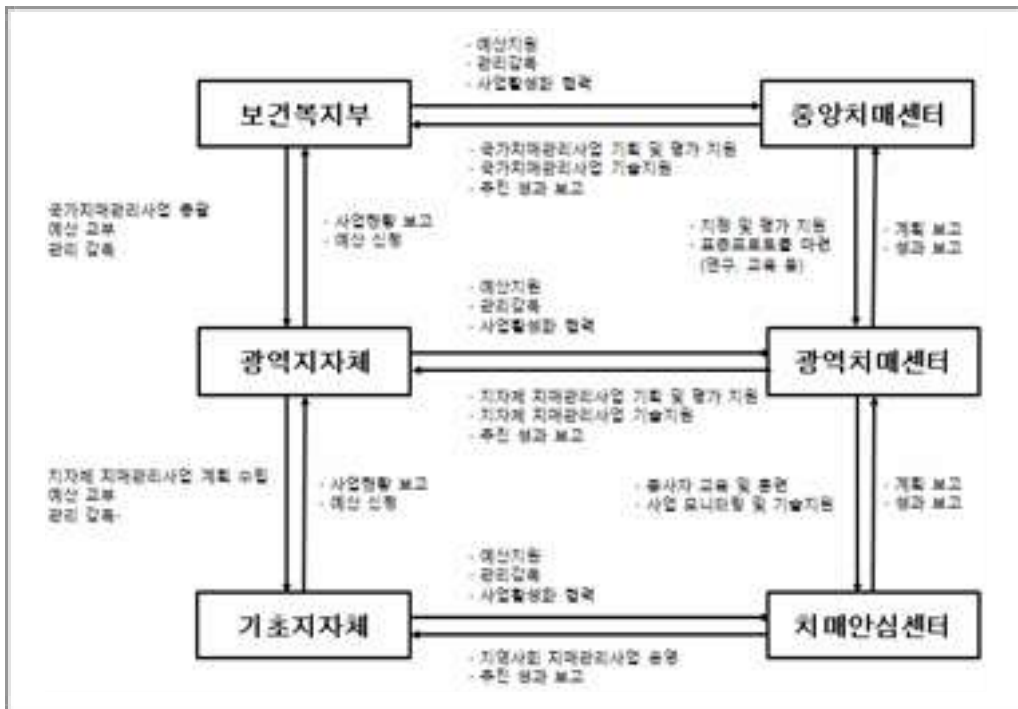 - 예산지원
- 관리감독
- 사업활성화 협력
보건복지부
중앙치매센터
- 국가치매관리사업 기획 및 평가 지원
- 국가치매관리사업 기술지원
- 추진 성과 보고
국가치매관리사업 총괄
예산 교부
관리 감독
- 사업현황 보고
- 예산 신청
- 지정 및 평가 지원
- 표준프로토콜 마련
(연구, 교육 등)
- 계획 보고
- 성과 보고
- 예산지원
- 관리감독
- 사업활성화 협력
광역지자체
광역치매센터
- 지자체 치매관리사업 기획 및 평가 지원
- 지자체 치매관리사업 기술지원
- 추진 성과 보고
지자체 치매관리사업 계획 수립
예산 교부
관리 감독
- 사업현황 보고
- 예산 신청
- 종사자 교육 및 훈련
- 사업 모니터링 및 기술지원
- 계획 보고
- 성과 보고
- 예산지원
- 관리감독
- 사업활성화 협력
기초지자체
치매안심센터
- 지역사회 치매관리사업 운영
- 추진 성과 보고